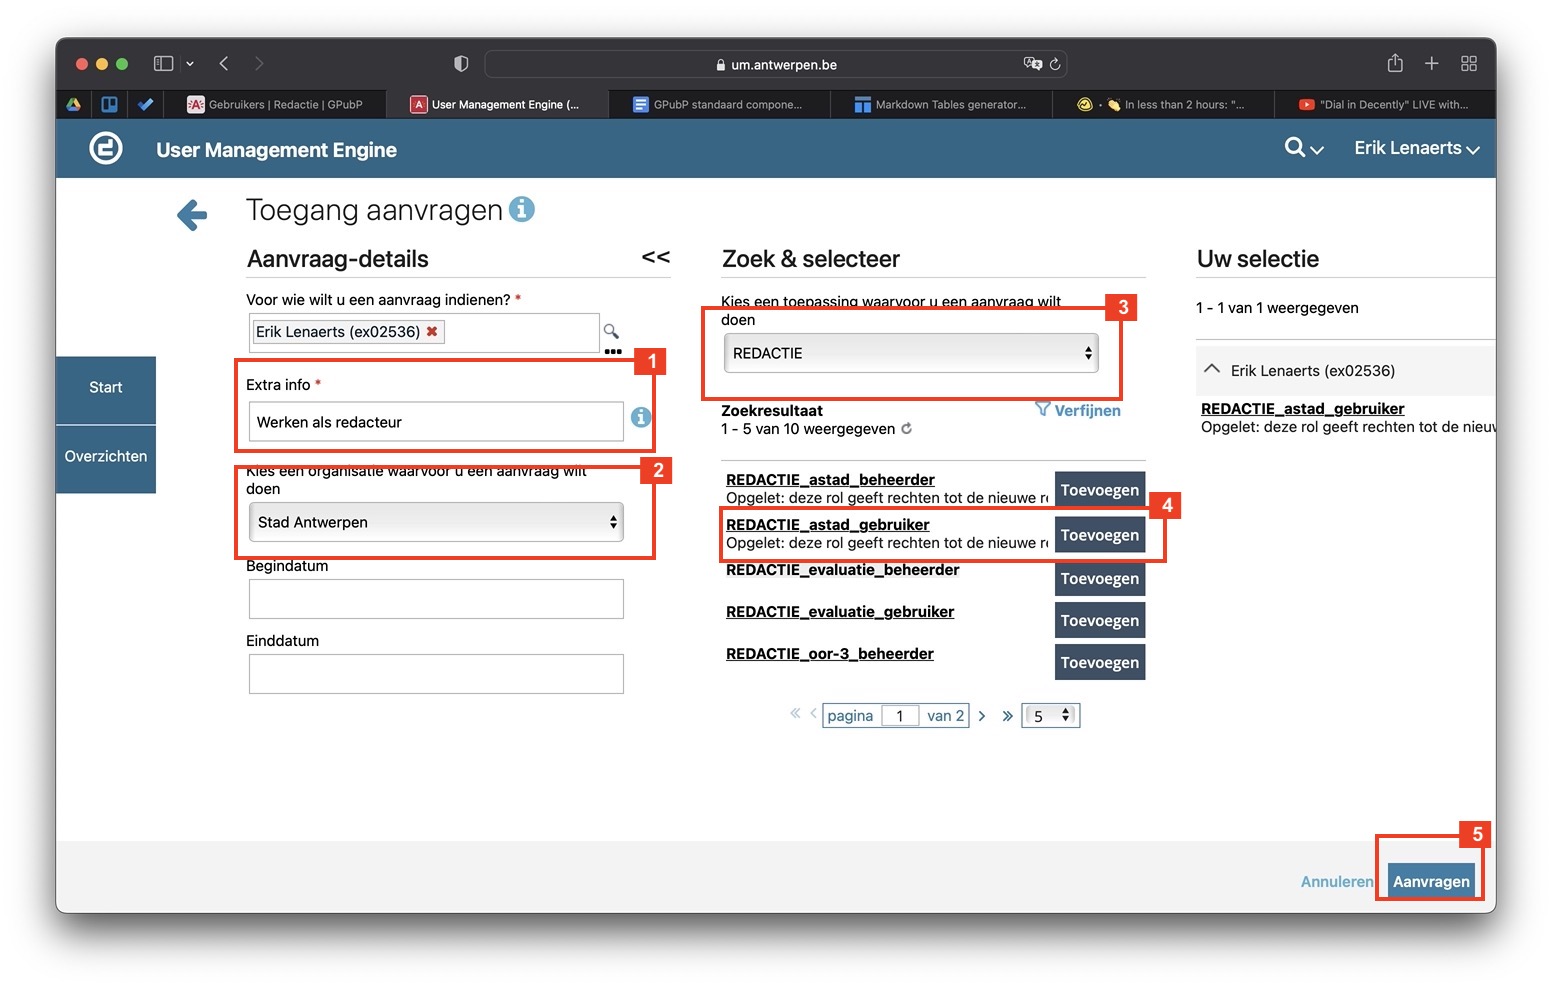 um.antwerpen.be
Gebruikers | Redactie | GPubP
User Management Engine (...
GPubP standaard compone...
Markdown Tables generator...
In less than 2 hours: "...
"Dial in Decently" LIVE with...
User Management Engine
Erik Lenaerts
Toegang aanvragen
Aanvraag-details
<<
Voor wie wilt u een aanvraag indienen? *
Erik Lenaerts (ex02536)
1
Extra info *
Werken als redacteur
2
Kies een organisatie waarvoor u een aanvraag wilt
doen
Stad Antwerpen
Begindatum
Einddatum
Start
Overzichten
Zoek & selecteer
Kies een toepassing waarvoor u een aanvraag wilt
doen
3
REDACTIE
Zoekresultaat
Verfijnen
1 - 5 van 10 weergegeven
REDACTIE_astad_beheerder
Opgelet: deze rol geeft rechten tot de nieuwe r
Toevoegen
4
REDACTIE_astad_gebruiker
Opgelet: deze rol geeft rechten tot de nieuwe r
Toevoegen
REDACTIE_evaluatie_beheerder
Toevoegen
REDACTIE_evaluatie_gebruiker
Toevoegen
REDACTIE_oor-3_beheerder
Toevoegen
« ‹ pagina 1 van 2 › » 5
Uw selectie
1 - 1 van 1 weergegeven
Erik Lenaerts (ex02536)
REDACTIE_astad_gebruiker
Opgelet: deze rol geeft rechten tot de nieuw
5
Annuleren
Aanvragen